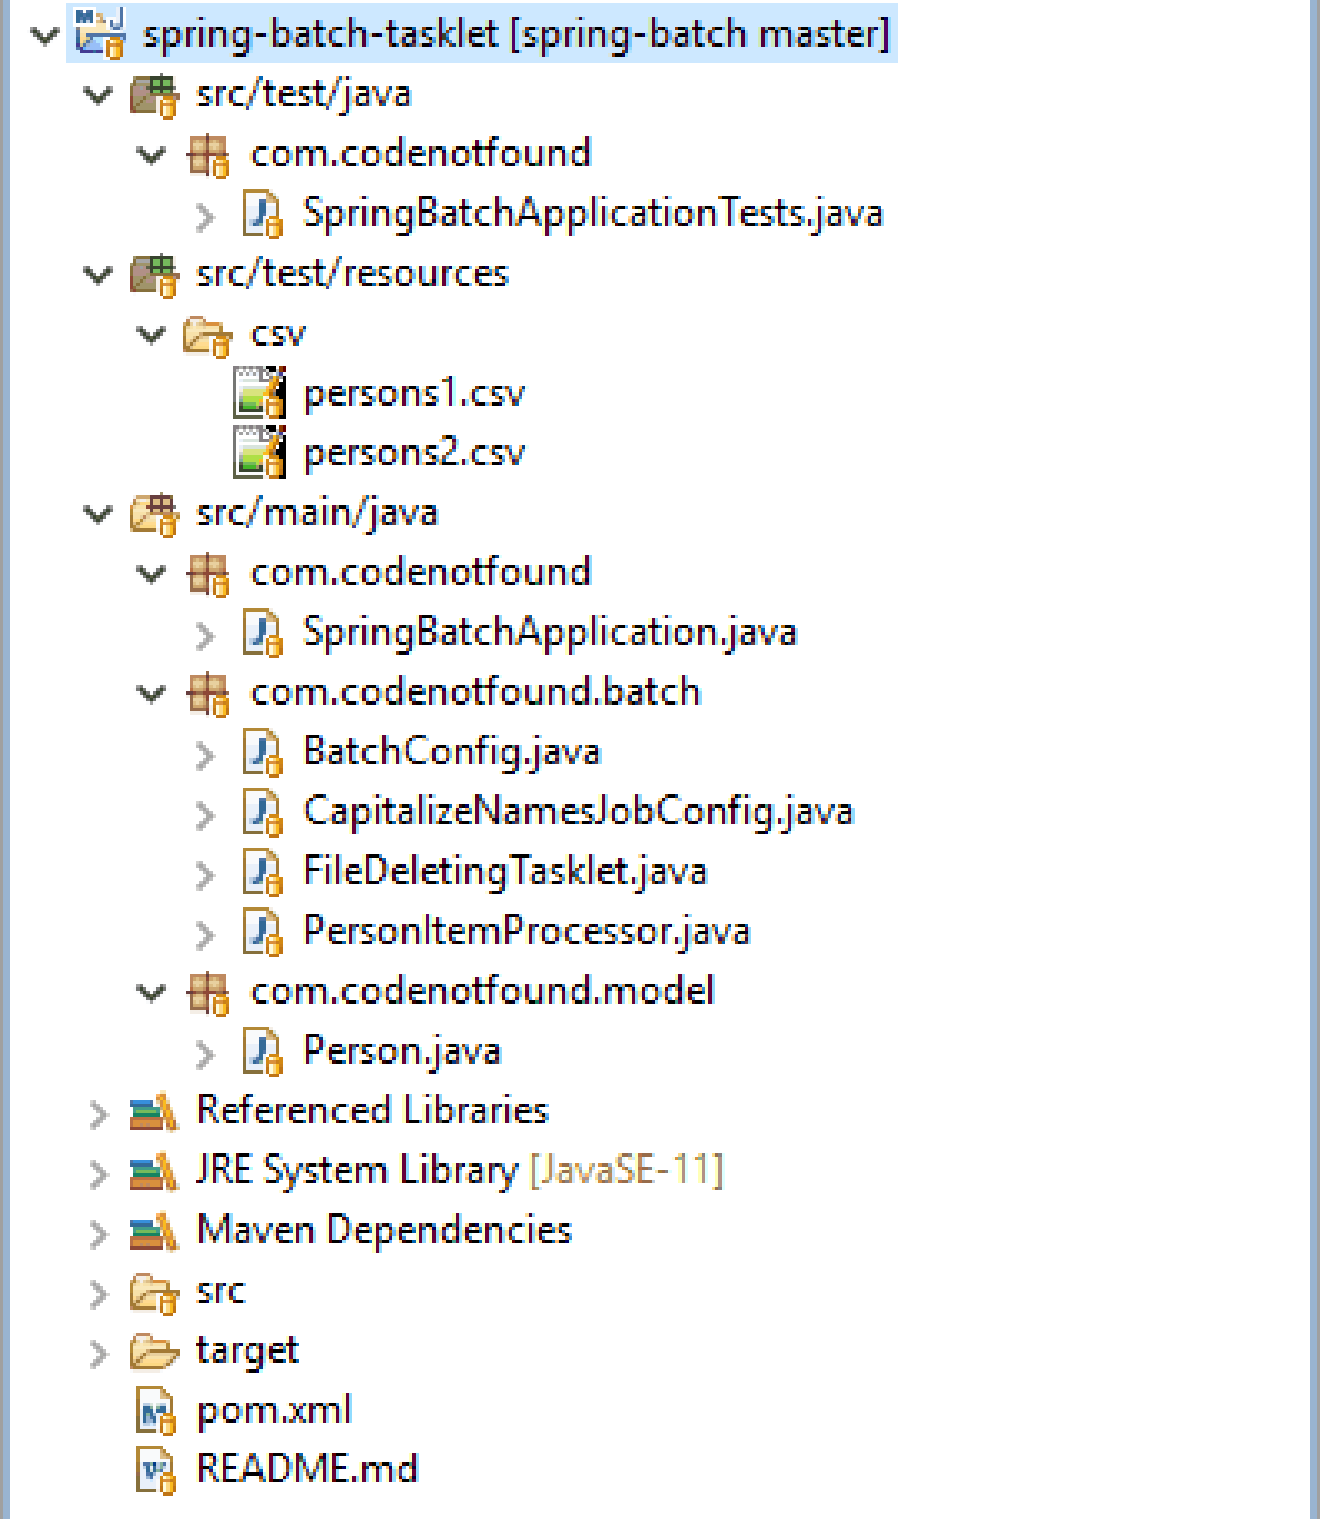 spring-batch-tasklet [spring-batch master]
src/test/java
com.codenotfound
SpringBatchApplicationTests.java
src/test/resources
csv
persons1.csv
persons2.csv
src/main/java
com.codenotfound
SpringBatchApplication.java
com.codenotfound.batch
BatchConfig.java
CapitalizeNamesJobConfig.java
FileDeletingTasklet.java
PersonItemProcessor.java
com.codenotfound.model
Person.java
Referenced Libraries
JRE System Library [JavaSE-11]
Maven Dependencies
src
target
pom.xml
README.md